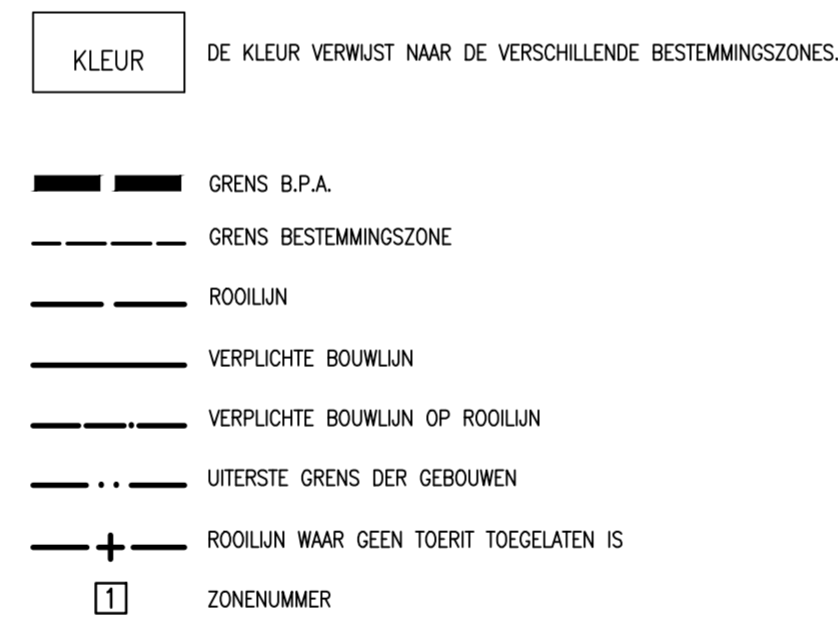 KLEUR DE KLEUR VERWIJST NAAR DE VERSCHILLENDE BESTEMMINGSZONES.
GRENS B.P.A.
GRENS BESTEMMINGSZONE
ROOILIJN
VERPLICHTE BOUWLIJN
VERPLICHTE BOUWLIJN OP ROOILIJN
UITERSTE GRENS DER GEBOUWEN
ROOILIJN WAAR GEEN TOERIT TOEGELATEN IS
1 ZONENUMMER